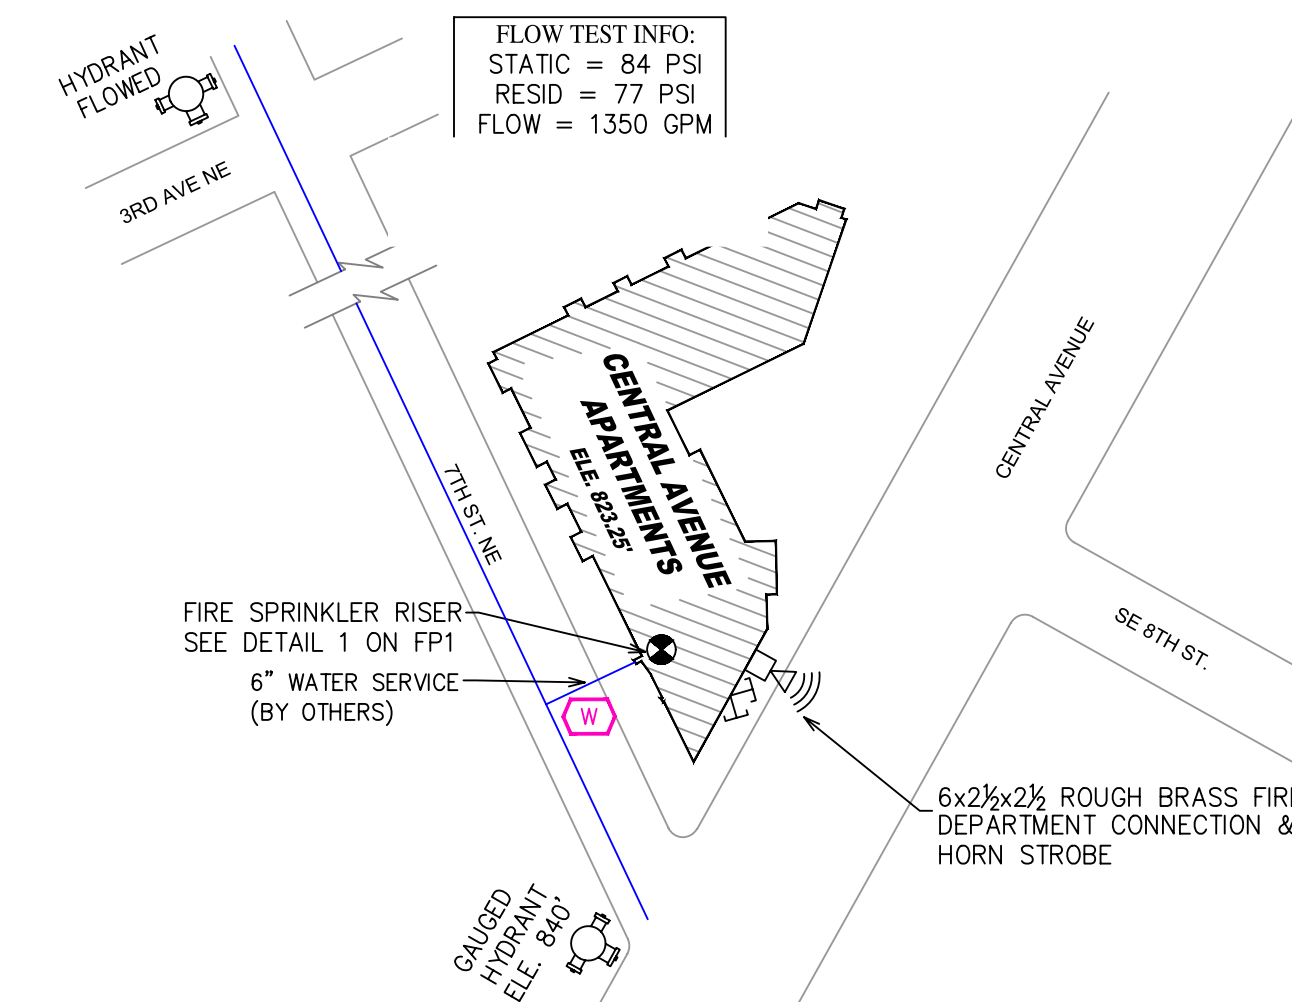 FLOW TEST INFO:
STATIC = 84 PSI
RESID = 77 PSI
FLOW = 1350 GPM
HYDRANT
FLOWED
3RD AVE NE
CENTRAL AVENUE
APARTMENTS
ELE. 823.25'
CENTRAL AVENUE
7TH ST. NE
SE 8TH ST.
FIRE SPRINKLER RISER
SEE DETAIL 1 ON FP1
6" WATER SERVICE
(BY OTHERS)
W
6x2½x2½ ROUGH BRASS FIR
DEPARTMENT CONNECTION &
HORN STROBE
GAUGED
HYDRANT
ELE. 840'